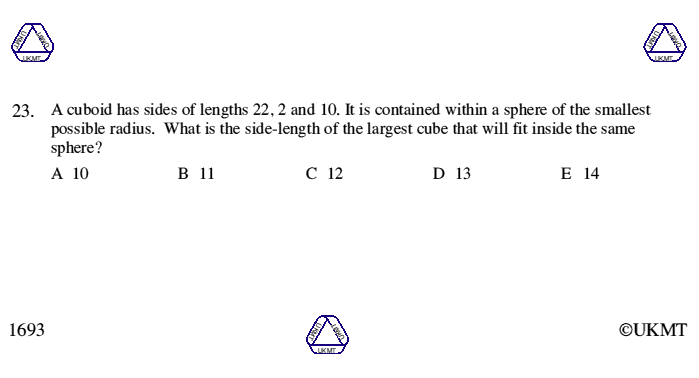 UKMT UKMT UKMT UKMT UKMT UKMT
23. A cuboid has sides of lengths 22, 2 and 10. It is contained within a sphere of the smallest
possible radius. What is the side-length of the largest cube that will fit inside the same
sphere?
A 10 B 11 C 12 D 13 E 14
1693 UKMT UKMT UKMT ©UKMT